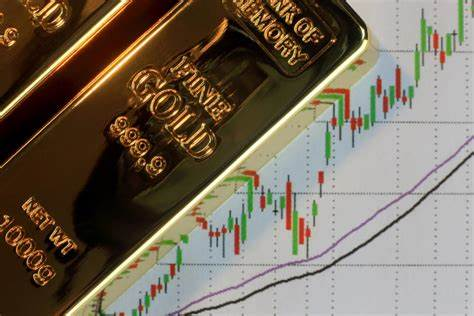 BANK OF
MEMORY
FINE
GOLD
999.9
NET WT
1000g